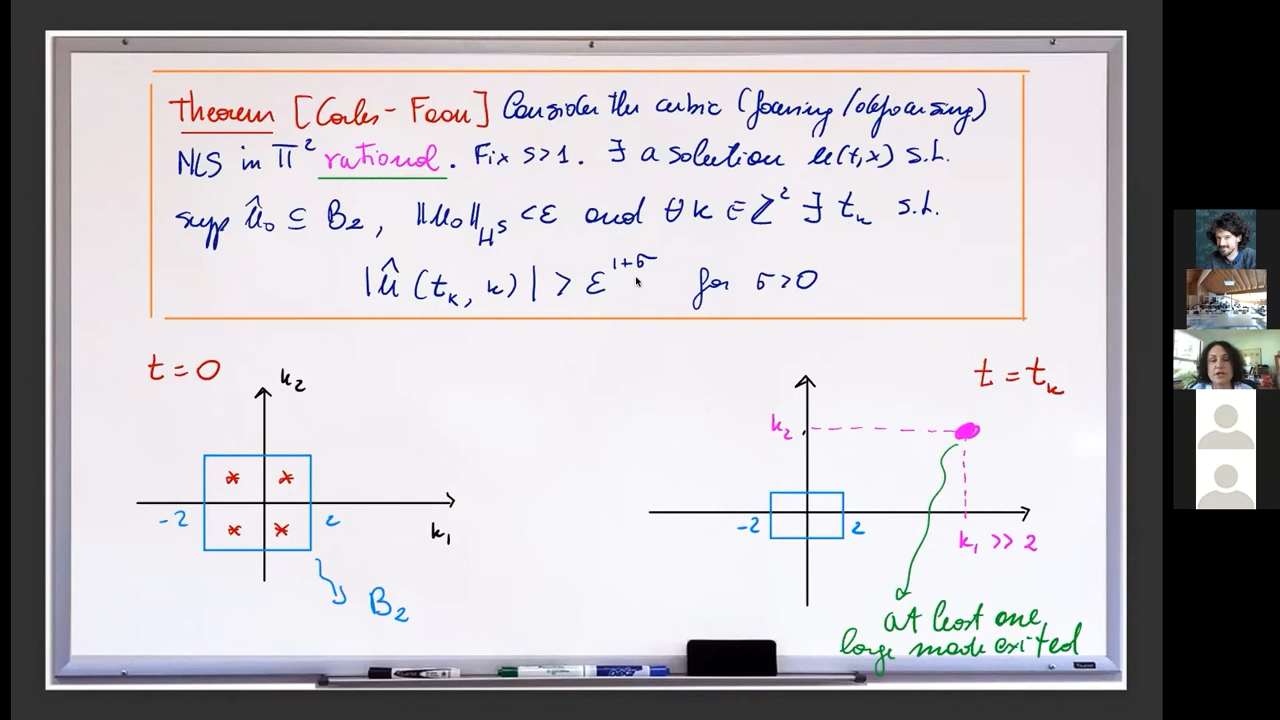 Theorem [Carles-Faou] Consider the cubic (focusing/defocusing)
NLS in 𝕋² rational. Fix s>1. ∃ a solution u(t,x) s.t.
supp û₀ ⊆ B₂, ‖u₀‖_{H^s} < ε and ∀k ∈ ℤ² ∃ t_k s.t.
|û(t_k, k)| > ε^{1+σ} for σ>0
t = 0
k₂
-2
2
k₁
B₂
t = t_k
k₂
-2
2
k₁ >> 2
at least one
large mode exited